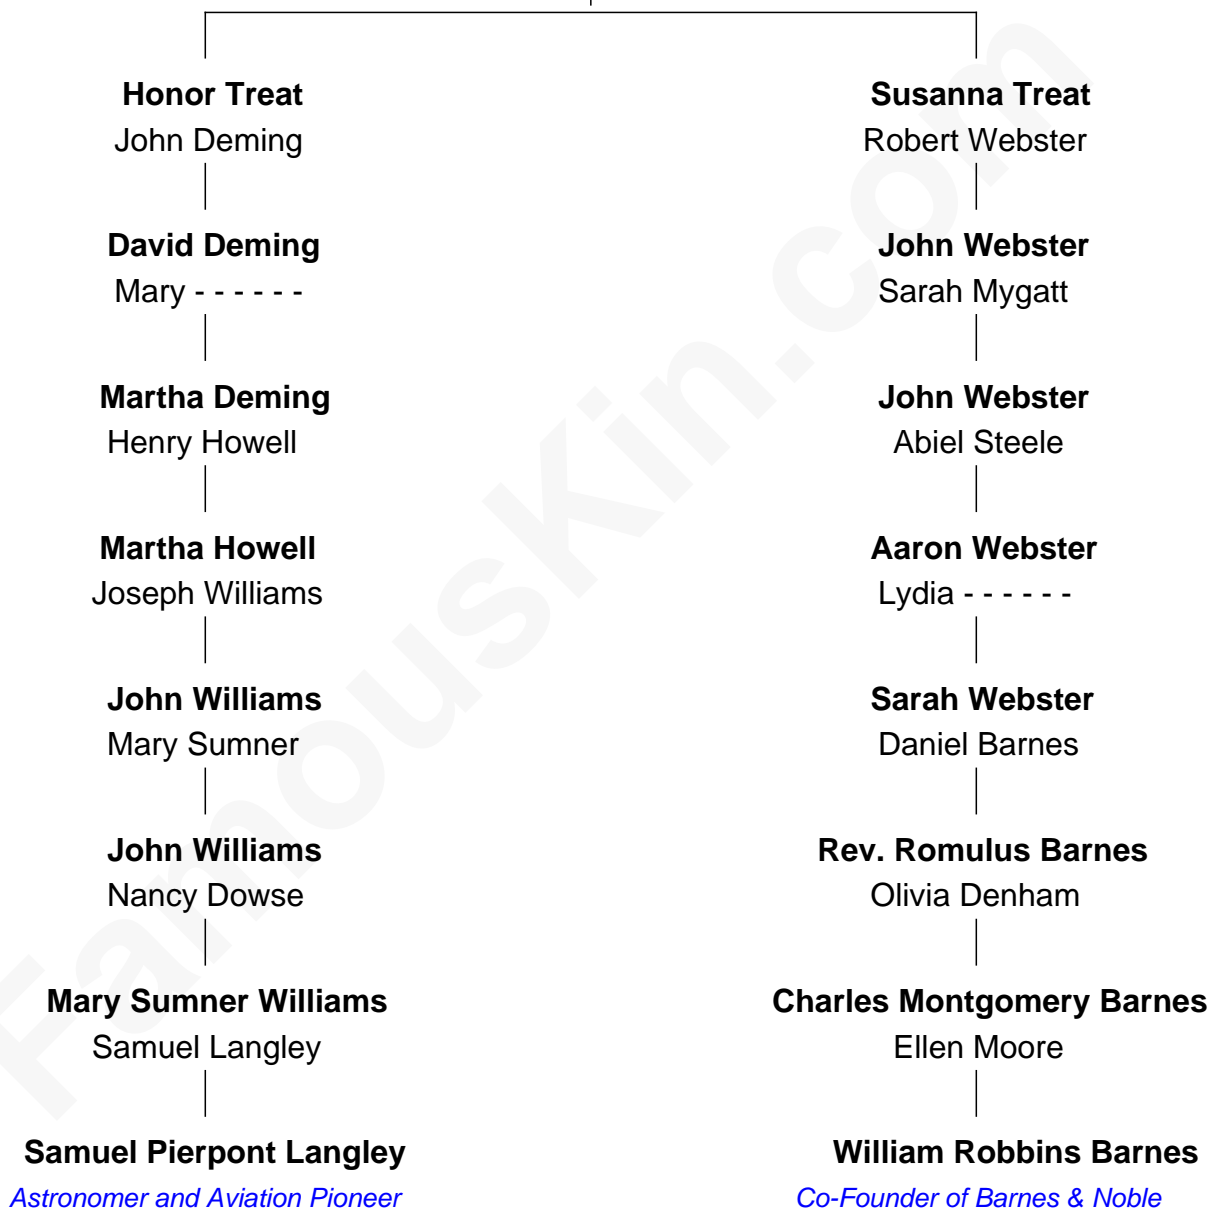 Honor Treat
John Deming
David Deming
Mary - - - - - -
Martha Deming
Henry Howell
Martha Howell
Joseph Williams
John Williams
Mary Sumner
John Williams
Nancy Dowse
Mary Sumner Williams
Samuel Langley
Samuel Pierpont Langley
Astronomer and Aviation Pioneer
Susanna Treat
Robert Webster
John Webster
Sarah Mygatt
John Webster
Abiel Steele
Aaron Webster
Lydia - - - - - -
Sarah Webster
Daniel Barnes
Rev. Romulus Barnes
Olivia Denham
Charles Montgomery Barnes
Ellen Moore
William Robbins Barnes
Co-Founder of Barnes & Noble
FamousKin.com